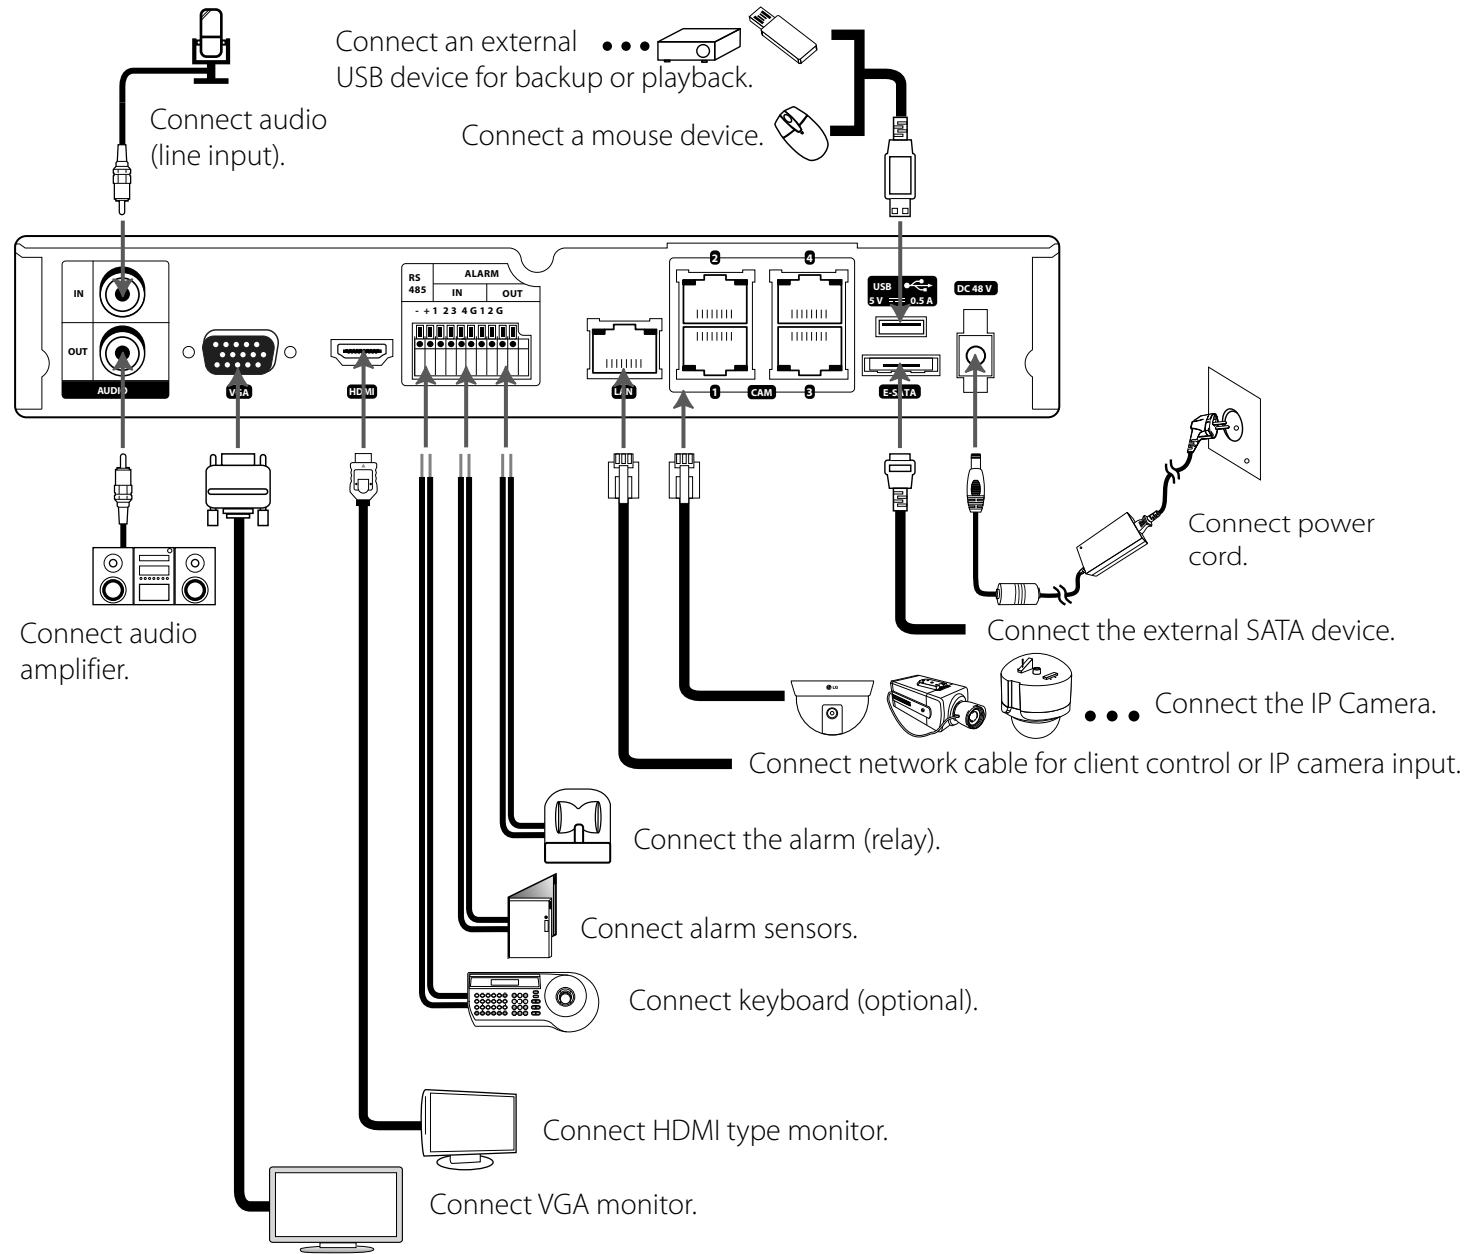 Connect an external
USB device for backup or playback.
Connect audio
(line input).
Connect a mouse device.
IN
OUT
AUDIO
VGA
HDMI
RS
485
ALARM
IN
OUT
- + 1 2 3 4 G 1 2 G
LAN
2
4
1
CAM
3
USB
5 V 0.5 A
E-SATA
DC 48 V
Connect power
cord.
Connect audio
amplifier.
Connect the external SATA device.
LG
Connect the IP Camera.
Connect network cable for client control or IP camera input.
Connect the alarm (relay).
Connect alarm sensors.
Connect keyboard (optional).
Connect HDMI type monitor.
Connect VGA monitor.